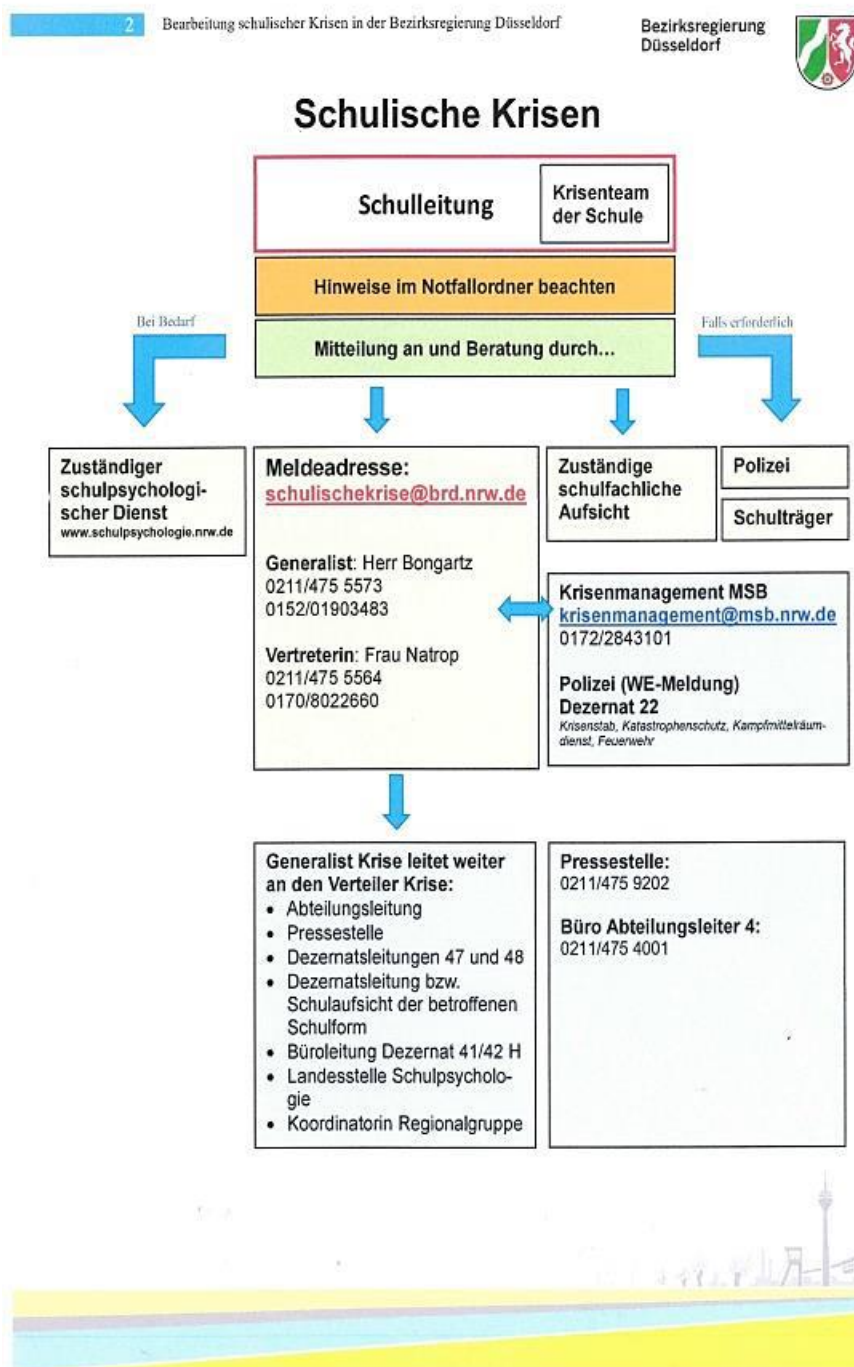 2 Bearbeitung schulischer Krisen in der Bezirksregierung Düsseldorf
Bezirksregierung
Düsseldorf
Schulische Krisen
Schulleitung
Krisenteam
der Schule
Hinweise im Notfallordner beachten
Bei Bedarf
Falls erforderlich
Mitteilung an und Beratung durch...
Zuständiger
schulpsychologi-
scher Dienst
www.schulpsychologie.nrw.de
Meldeadresse:
schulischekrise@brd.nrw.de
Generalist: Herr Bongartz
0211/475 5573
0152/01903483
Vertreterin: Frau Natrop
0211/475 5564
0170/8022660
Zuständige
schulfachliche
Aufsicht
Polizei
Schulträger
Krisenmanagement MSB
krisenmanagement@msb.nrw.de
0172/2843101
Polizei (WE-Meldung)
Dezernat 22
Krisenstab, Katastrophenschutz, Kampfmittelräum-
dienst, Feuerwehr
Generalist Krise leitet weiter
an den Verteiler Krise:
• Abteilungsleitung
• Pressestelle
• Dezernatsleitungen 47 und 48
• Dezernatsleitung bzw.
Schulaufsicht der betroffenen
Schulform
• Büroleitung Dezernat 41/42 H
• Landesstelle Schulpsycholo-
gie
• Koordinatorin Regionalgruppe
Pressestelle:
0211/475 9202
Büro Abteilungsleiter 4:
0211/475 4001